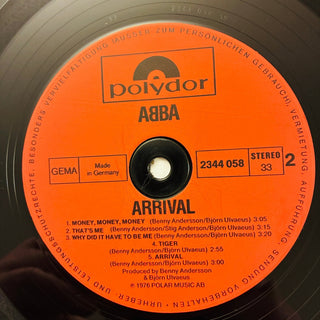 polydor
ABBA
GEMA
Made in Germany
2344 058
STEREO
33
2
ARRIVAL
1. MONEY, MONEY, MONEY (Benny Andersson/Björn Ulvaeus) 3:05
2. THAT'S ME (Benny Andersson/Stig Andersson/Björn Ulvaeus) 3:15
3. WHY DID IT HAVE TO BE ME (Benny Andersson/Björn Ulvaeus) 3:20
4. TIGER
(Benny Andersson/Björn Ulvaeus) 2:55
5. ARRIVAL
(Benny Andersson/Björn Ulvaeus) 3:00
Produced by Benny Andersson
& Björn Ulvaeus
℗ 1976 POLAR MUSIC AB
URHEBER- UND LEISTUNGSSCHUTZRECHTE, BESONDERS VERVIELFÄLTIGUNG (AUSSER ZUM PERSÖNLICHEN GEBRAUCH), VERMIETUNG, AUFFÜHRUNG, SENDUNG VORBEHALTEN